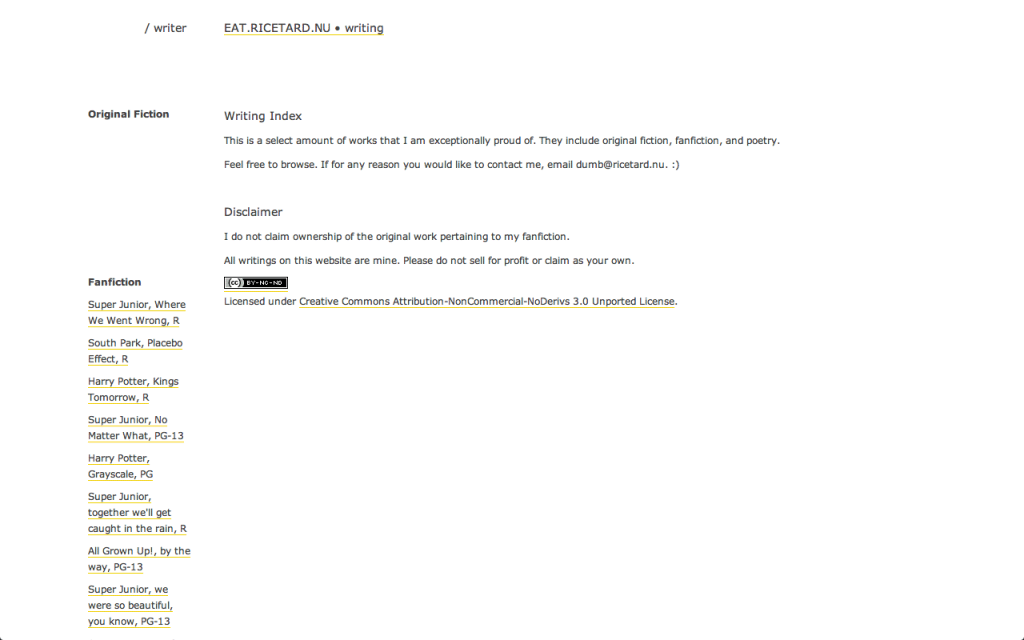 / writer
EAT.RICETARD.NU • writing
Original Fiction
Writing Index
This is a select amount of works that I am exceptionally proud of. They include original fiction, fanfiction, and poetry.
Feel free to browse. If for any reason you would like to contact me, email dumb@ricetard.nu. :)
Disclaimer
I do not claim ownership of the original work pertaining to my fanfiction.
All writings on this website are mine. Please do not sell for profit or claim as your own.
(cc) BY-NC-ND
Licensed under Creative Commons Attribution-NonCommercial-NoDerivs 3.0 Unported License.
Fanfiction
Super Junior, Where
We Went Wrong, R
South Park, Placebo
Effect, R
Harry Potter, Kings
Tomorrow, R
Super Junior, No
Matter What, PG-13
Harry Potter,
Grayscale, PG
Super Junior,
together we'll get
caught in the rain, R
All Grown Up!, by the
way, PG-13
Super Junior, we
were so beautiful,
you know, PG-13